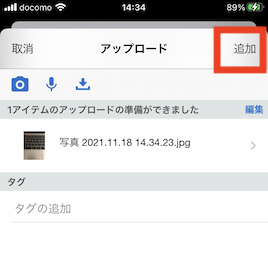 docomo 14:34 89%
取消 アップロード 追加
1アイテムのアップロードの準備ができました 編集
写真 2021.11.18 14.34.23.jpg
タグ
タグの追加